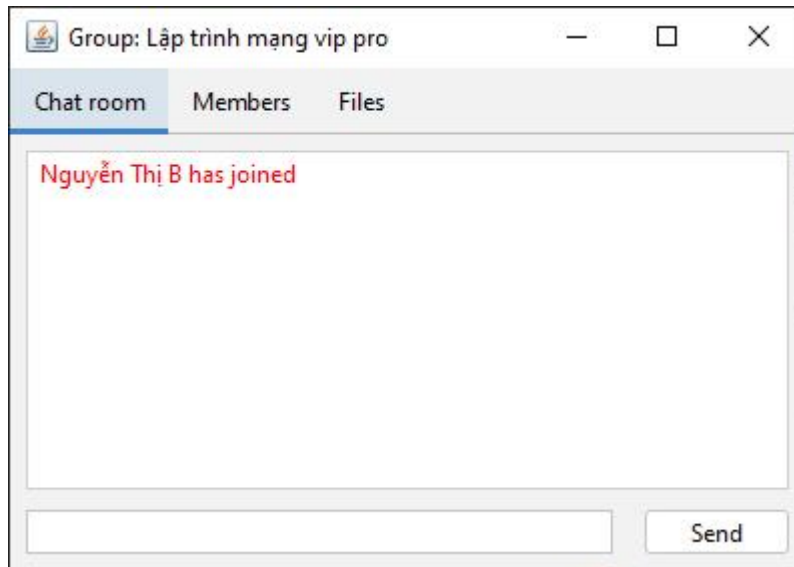 Group: Lập trình mạng vip pro
Chat room Members Files
Nguyễn Thị B has joined
Send